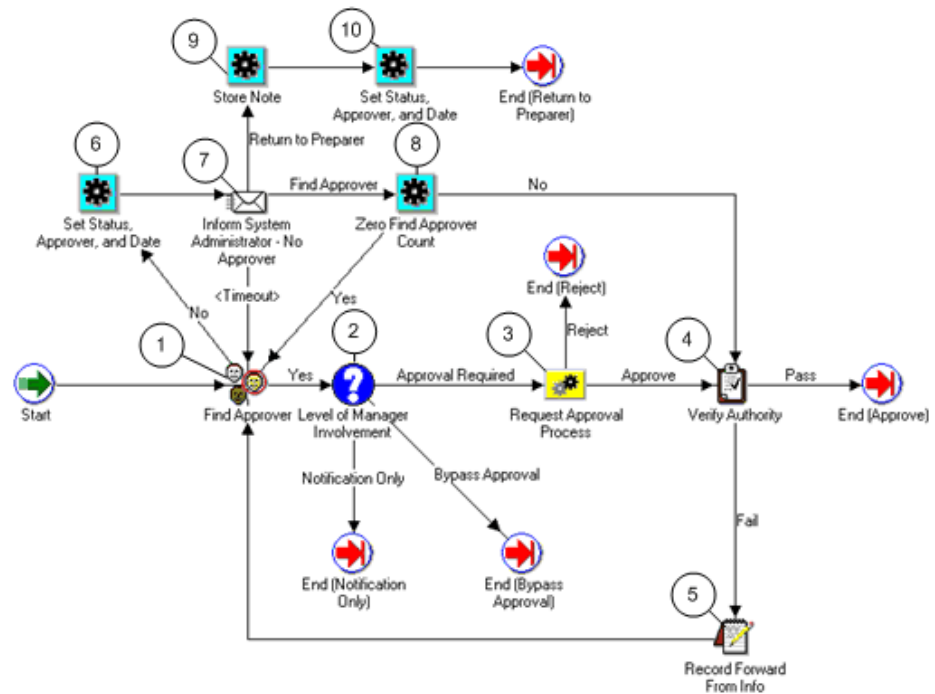 10
9
Store Note
Set Status,
Approver, and Date
End (Return to
Preparer)
Return to Preparer
6
7
8
Find Approver
No
Set Status,
Approver, and Date
Inform System
Administrator - No
Approver
Zero Find Approver
Count
<Timeout>
Yes
No
End (Reject)
Reject
1
2
3
4
Start
Find Approver
Yes
Level of Manager
Involvement
Approval Required
Request Approval
Process
Approve
Verify Authority
Pass
End (Approve)
Notification Only
Bypass Approval
Fail
End (Notification
Only)
End (Bypass
Approval)
5
Record Forward
From Info